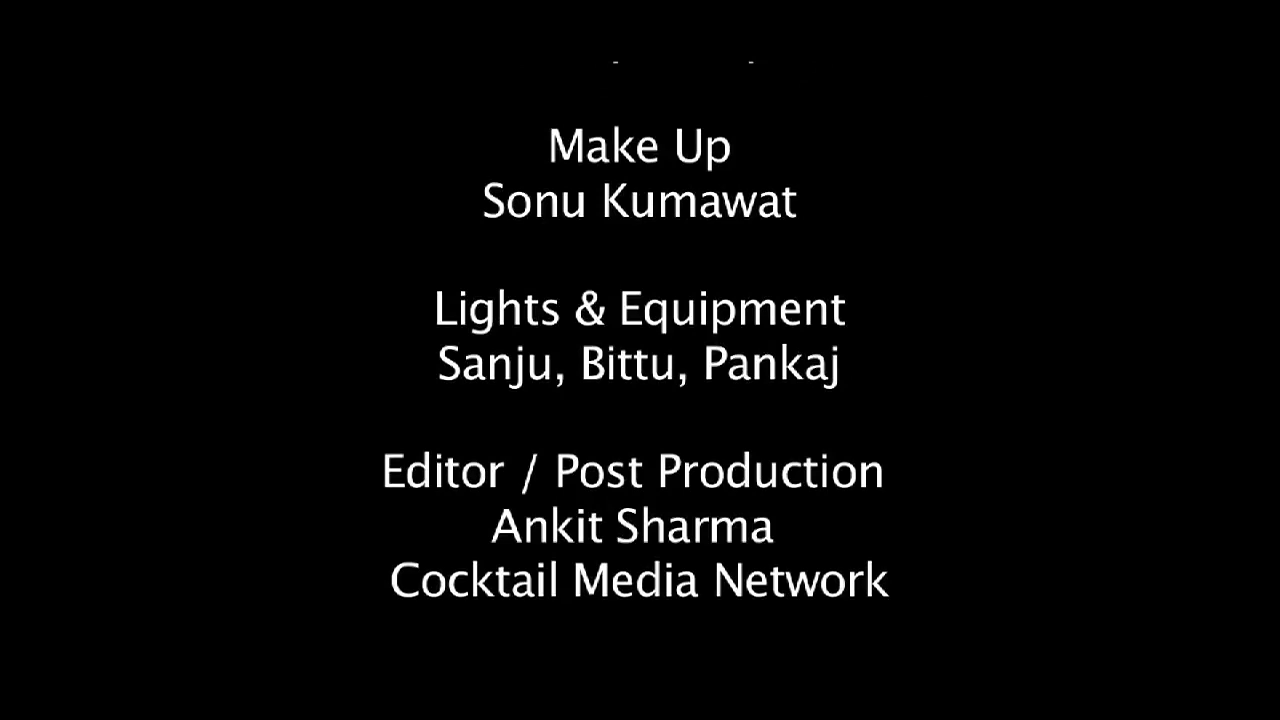 Make Up
Sonu Kumawat
Lights & Equipment
Sanju, Bittu, Pankaj
Editor / Post Production
Ankit Sharma
Cocktail Media Network